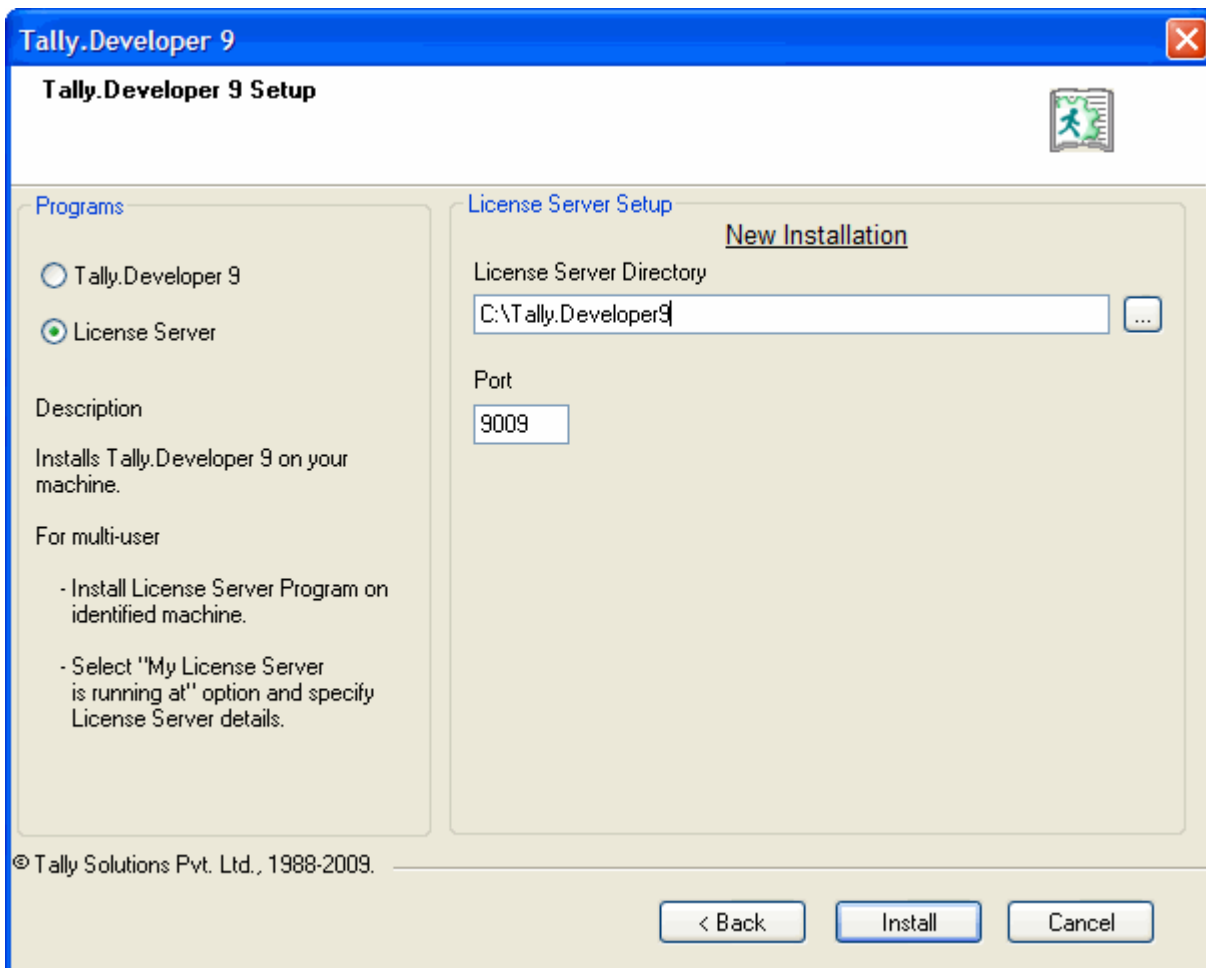 Tally.Developer 9
Tally.Developer 9 Setup
Programs
Tally.Developer 9
License Server
Description
Installs Tally.Developer 9 on your
machine.
For multi-user
- Install License Server Program on
identified machine.
- Select "My License Server
is running at" option and specify
License Server details.
License Server Setup
New Installation
License Server Directory
C:\Tally.Developer9
...
Port
9009
© Tally Solutions Pvt. Ltd., 1988-2009.
< Back
Install
Cancel